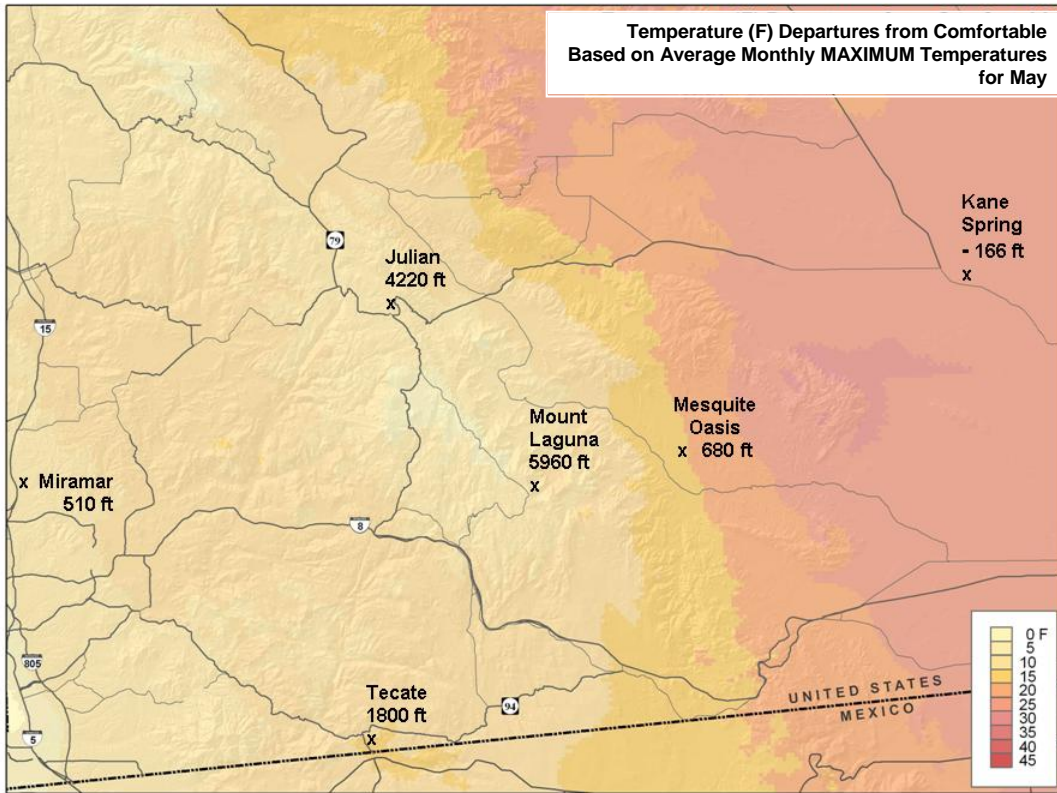 Temperature (F) Departures from Comfortable
Based on Average Monthly MAXIMUM Temperatures
for May
Kane
Spring
- 166 ft
x
79
Julian
4220 ft
x
15
Mount
Laguna
5960 ft
x
Mesquite
Oasis
x 680 ft
x Miramar
510 ft
8
805
Tecate
1800 ft
x
94
5
UNITED STATES
MEXICO
0 F
5
10
15
20
25
30
35
40
45